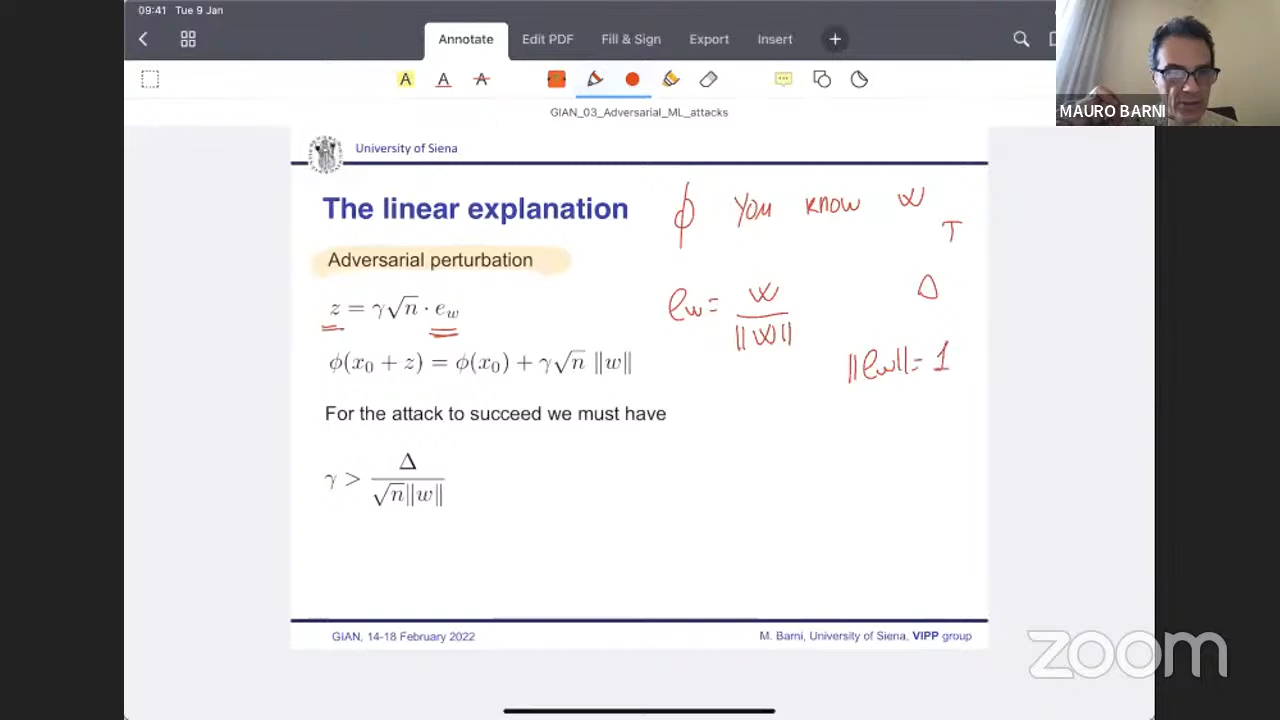 09:41 Tue 9 Jan
Annotate Edit PDF Fill & Sign Export Insert +
A A A
GIAN_03_Adversarial_ML_attacks
MAURO BARNI
University of Siena
The linear explanation
ϕ You know w
T
Adversarial perturbation
z = γ√n · e_w
e_w = w / ||w||
Δ
ϕ(x₀ + z) = ϕ(x₀) + γ√n ||w||
||e_w|| = 1
For the attack to succeed we must have
γ > Δ / √n||w||
GIAN, 14-18 February 2022
M. Barni, University of Siena, VIPP group
zoom